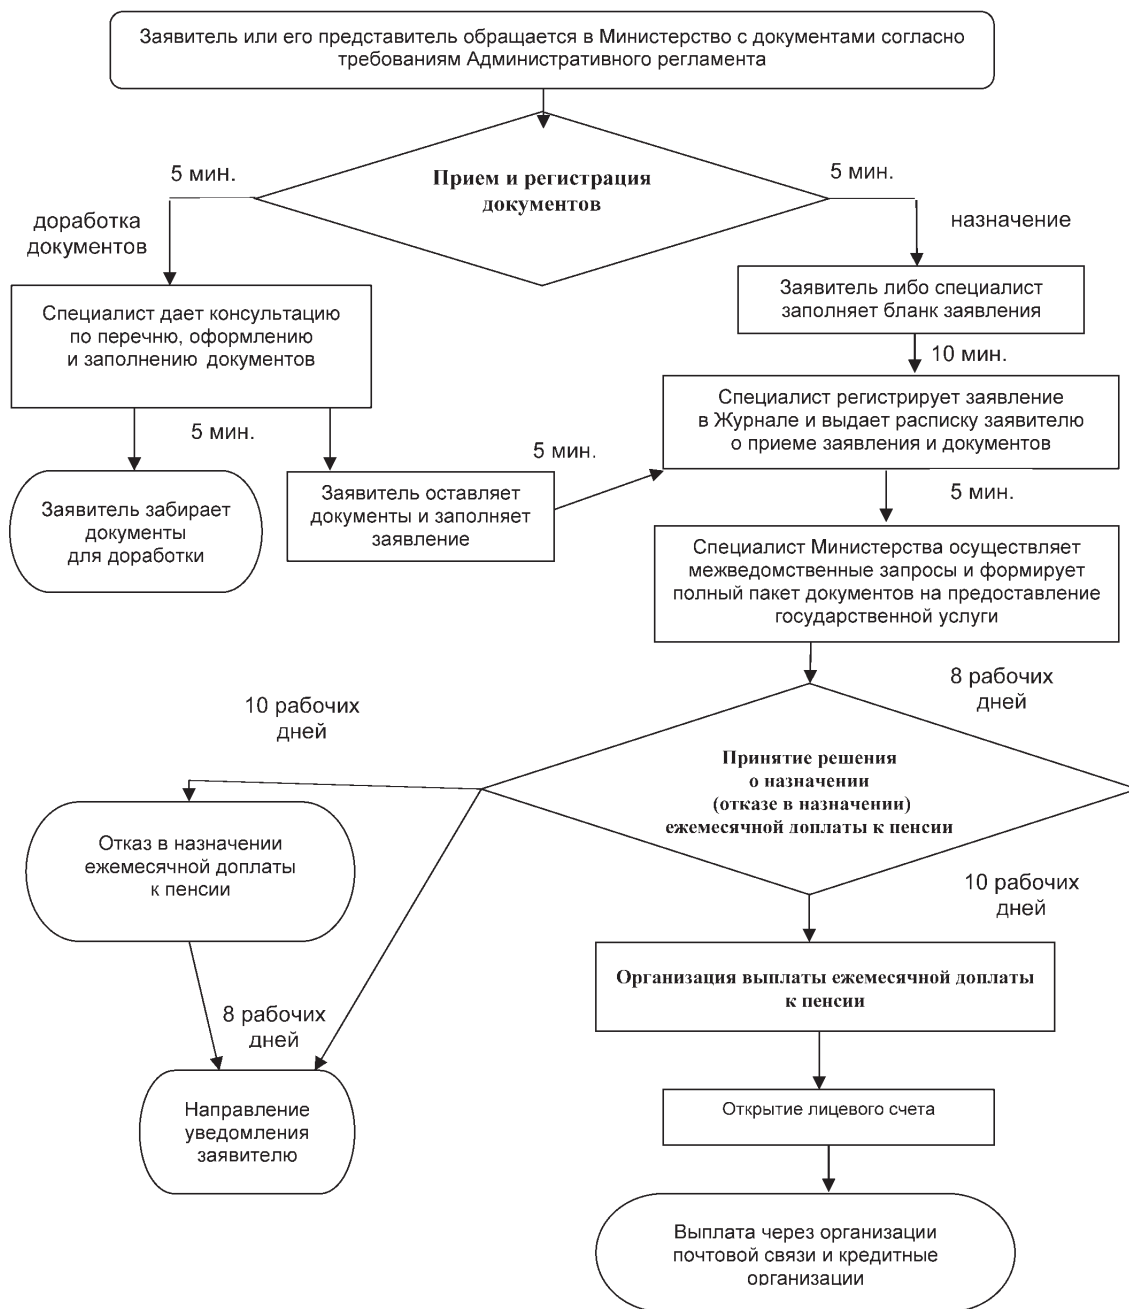 Заявитель или его представитель обращается в Министерство с документами согласно
требованиям Административного регламента
5 мин.
Прием и регистрация
документов
5 мин.
доработка
документов
назначение
Специалист дает консультацию
по перечню, оформлению
и заполнению документов
Заявитель либо специалист
заполняет бланк заявления
10 мин.
Специалист регистрирует заявление
в Журнале и выдает расписку заявителю
о приеме заявления и документов
5 мин.
5 мин.
Заявитель забирает
документы
для доработки
Заявитель оставляет
документы и заполняет
заявление
5 мин.
Специалист Министерства осуществляет
межведомственные запросы и формирует
полный пакет документов на предоставление
государственной услуги
8 рабочих
дней
10 рабочих
дней
Принятие решения
о назначении
(отказе в назначении)
ежемесячной доплаты к пенсии
Отказ в назначении
ежемесячной доплаты
к пенсии
10 рабочих
дней
Организация выплаты ежемесячной доплаты
к пенсии
8 рабочих
дней
Направление
уведомления
заявителю
Открытие лицевого счета
Выплата через организации
почтовой связи и кредитные
организации